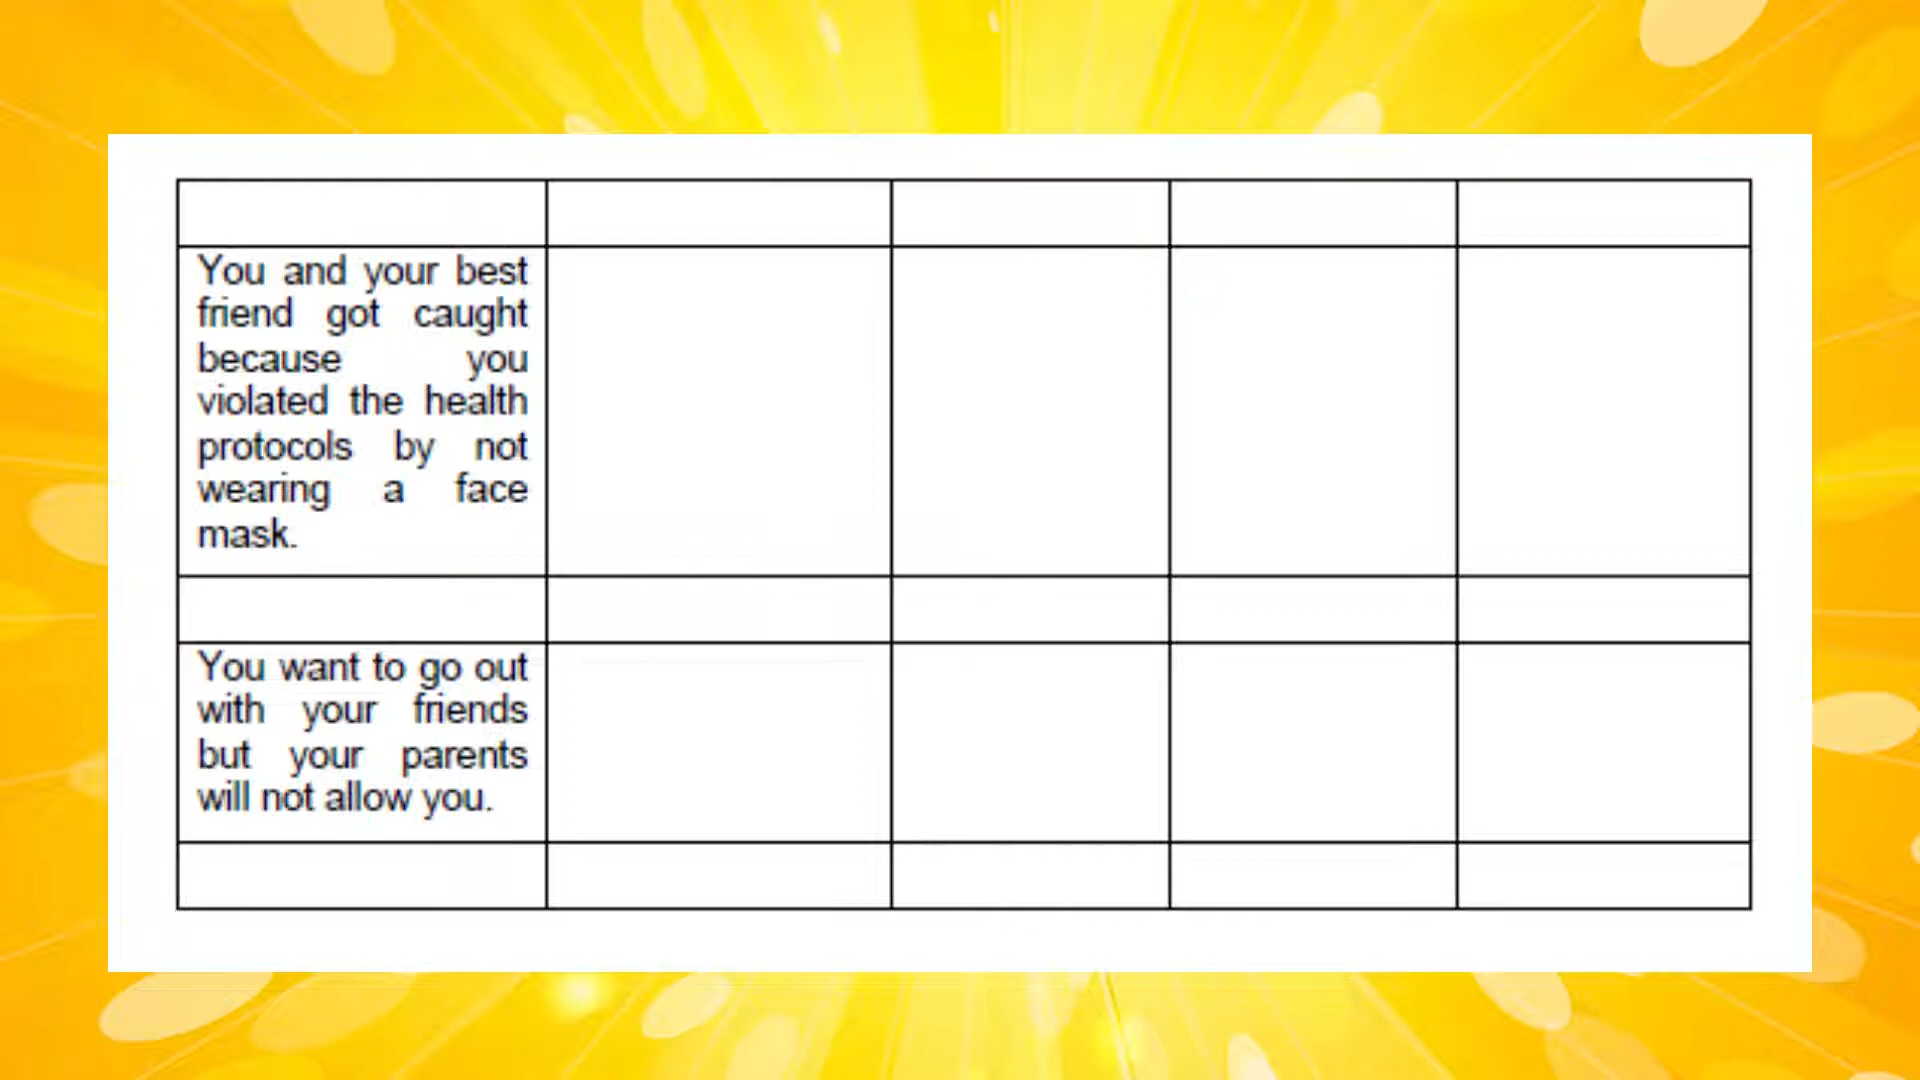 You and your best
friend got caught
because you
violated the health
protocols by not
wearing a face
mask.
You want to go out
with your friends
but your parents
will not allow you.